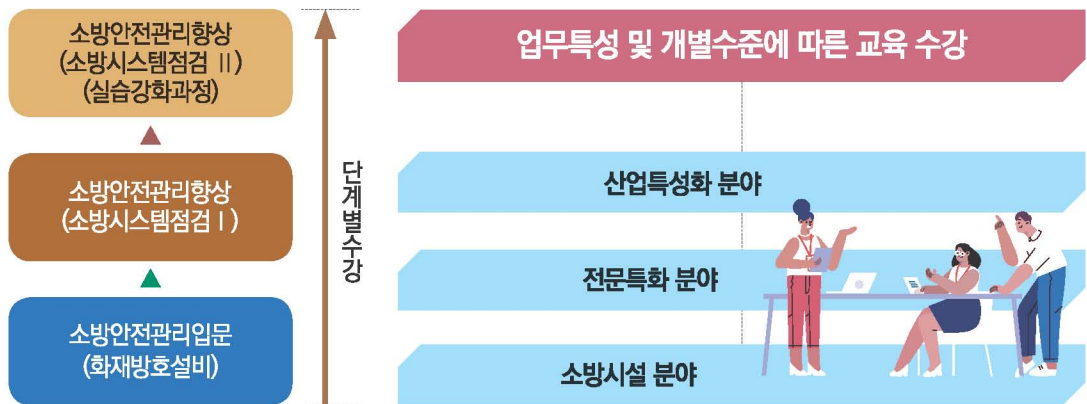 소방안전관리향상
(소방시스템점검 Ⅱ)
(실습강화과정)
소방안전관리향상
(소방시스템점검 Ⅰ)
소방안전관리입문
(화재방호설비)
단계별수강
업무특성 및 개별수준에 따른 교육 수강
산업특성화 분야
전문특화 분야
소방시설 분야